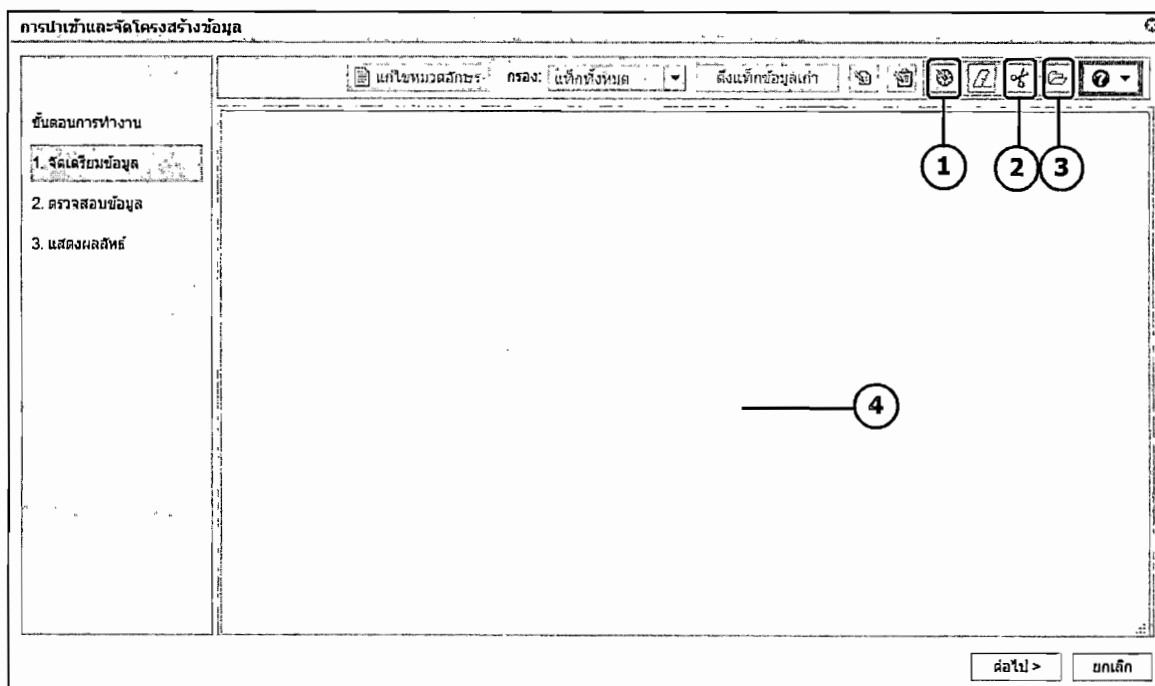 การนำเข้าและจัดโครงสร้างข้อมูล
แก้ไขหมวดอักษร กรอง: แท็กทั้งหมด ดึงแท็กข้อมูลเก่า
ขั้นตอนการทำงาน
1. จัดเตรียมข้อมูล
2. ตรวจสอบข้อมูล
3. แสดงผลลัพธ์
1 2 3
4
ต่อไป > ยกเลิก